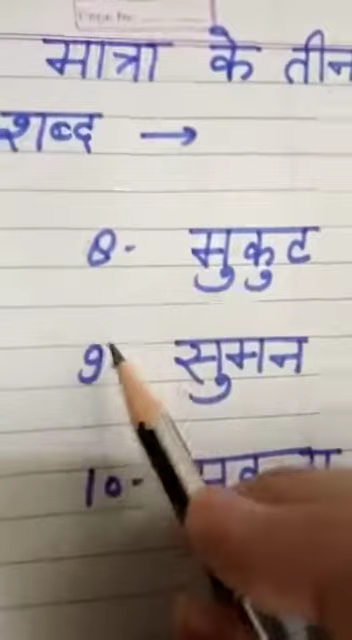 मात्रा के तीन
शब्द →
8- मुकुट
9- सुमन
10-